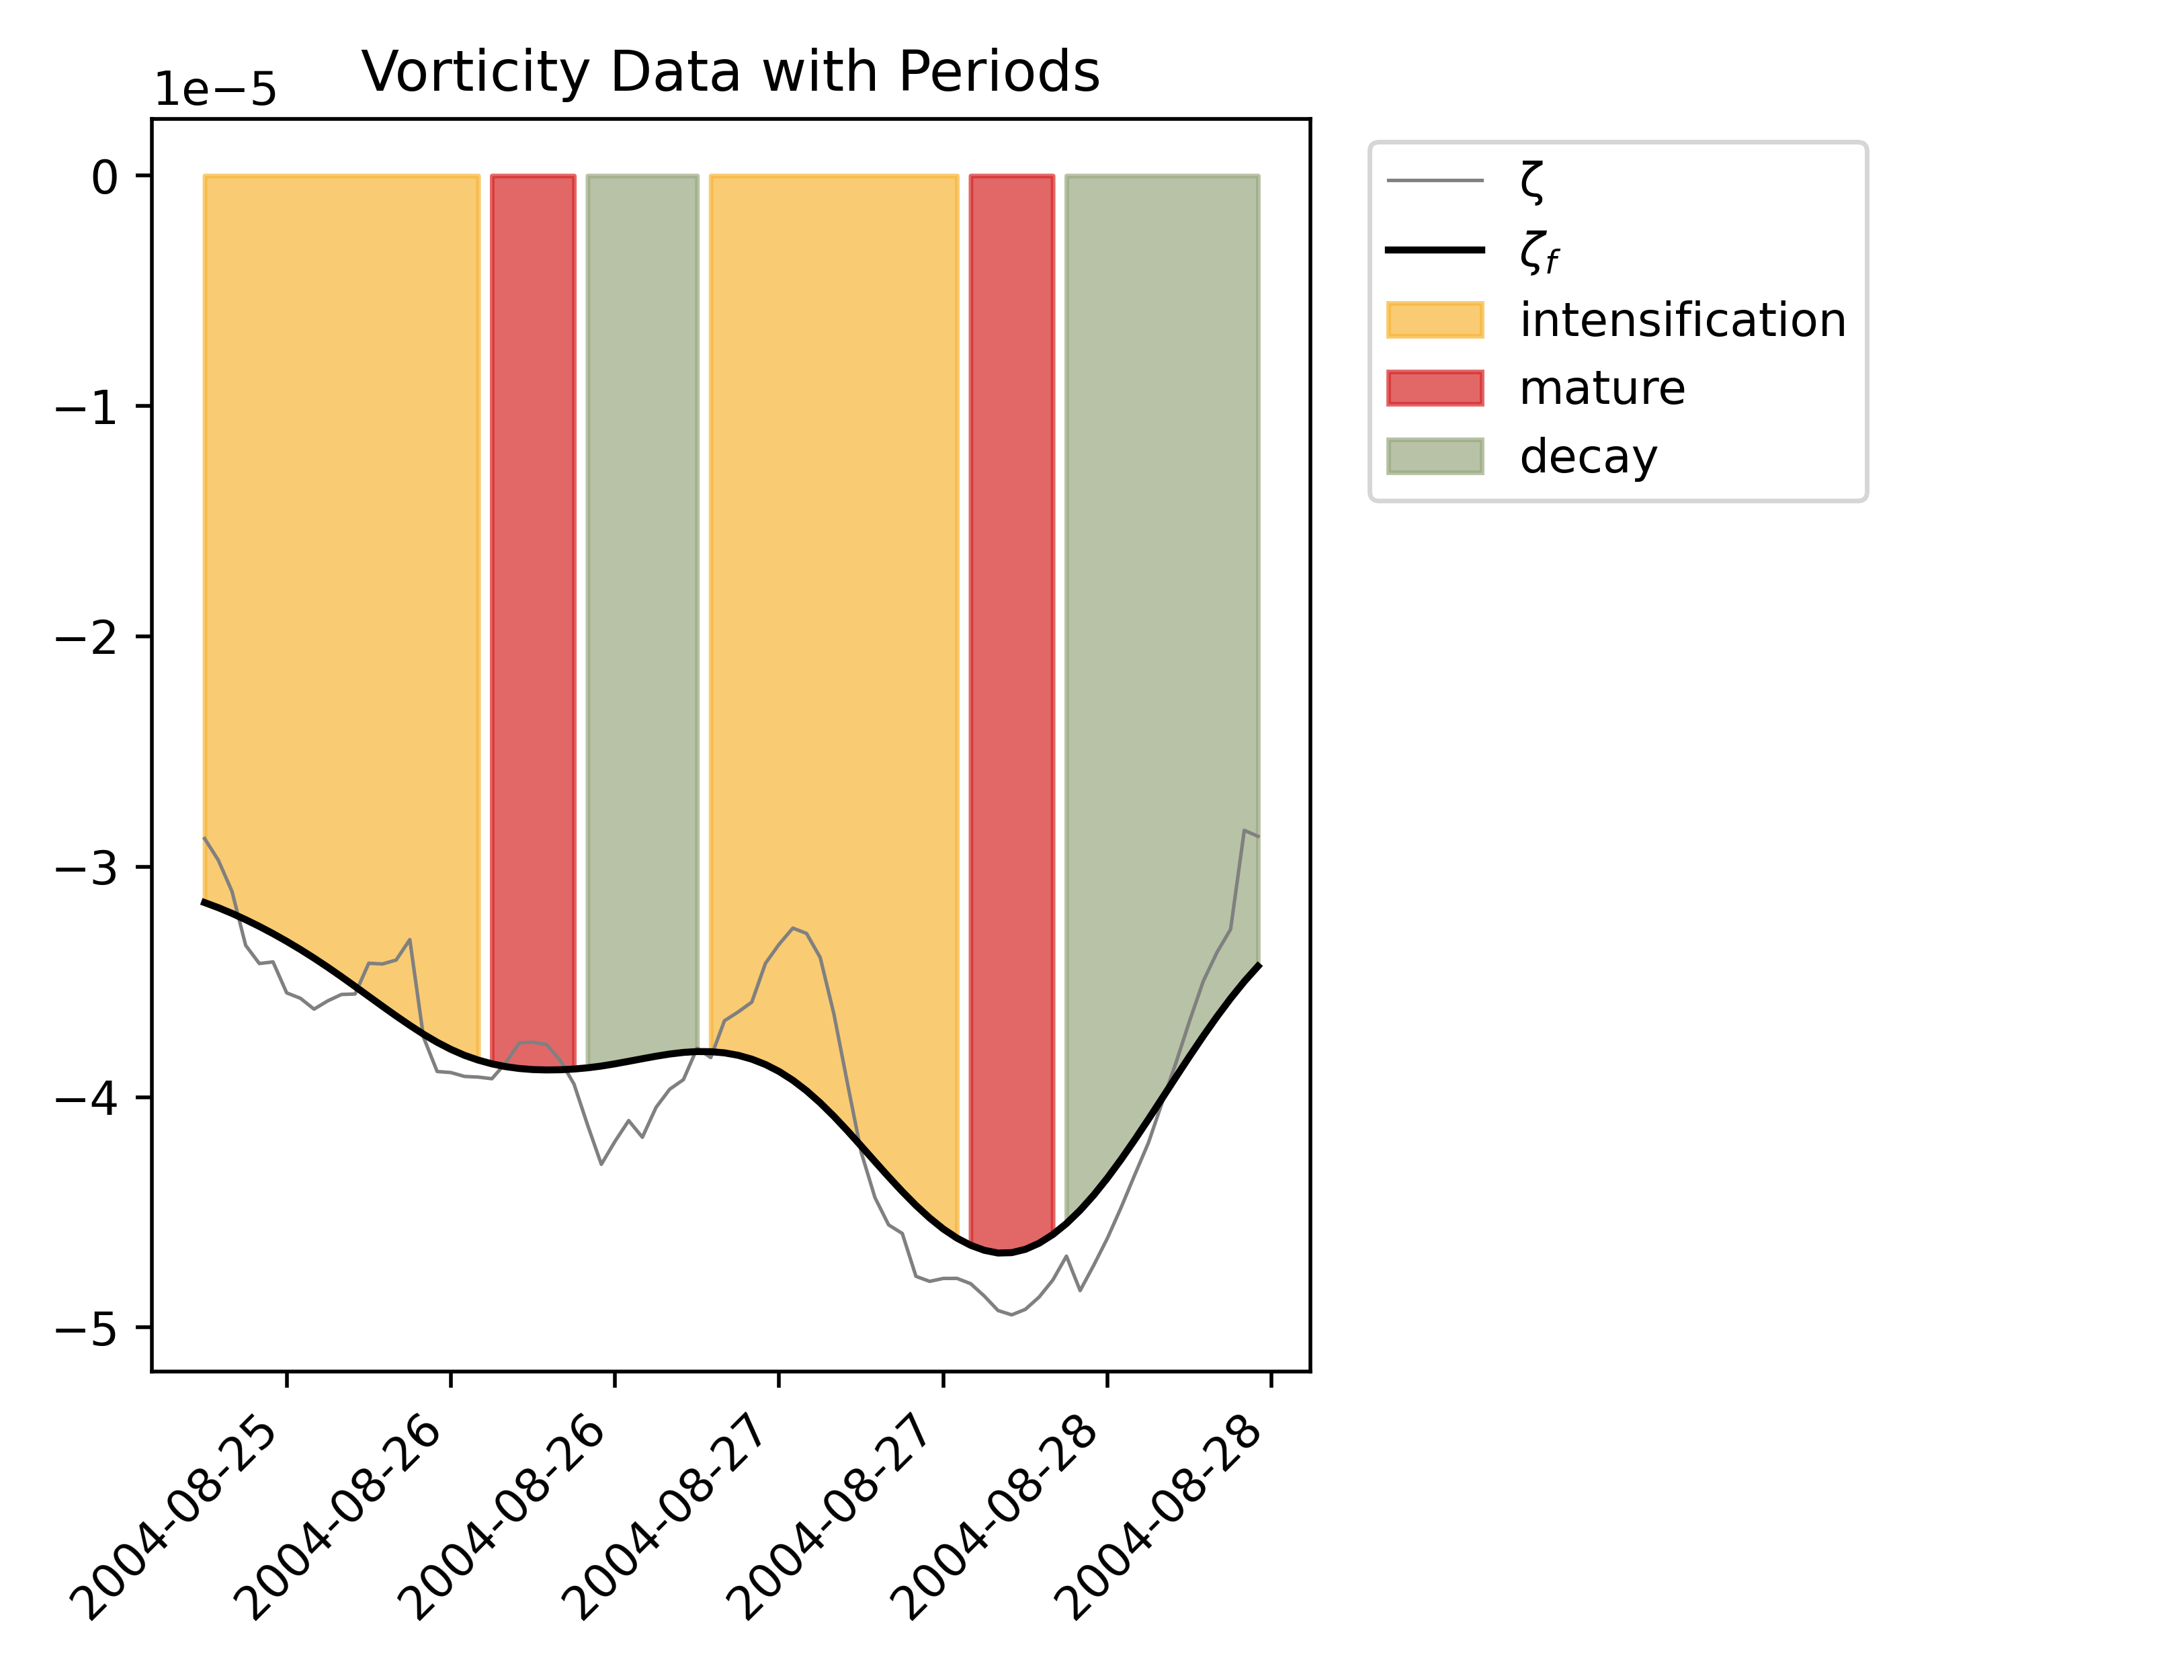 Vorticity Data with Periods
1e−5
0
−1
−2
−3
−4
−5
2004-08-25
2004-08-26
2004-08-26
2004-08-27
2004-08-27
2004-08-28
2004-08-28
ζ
ζf
intensification
mature
decay